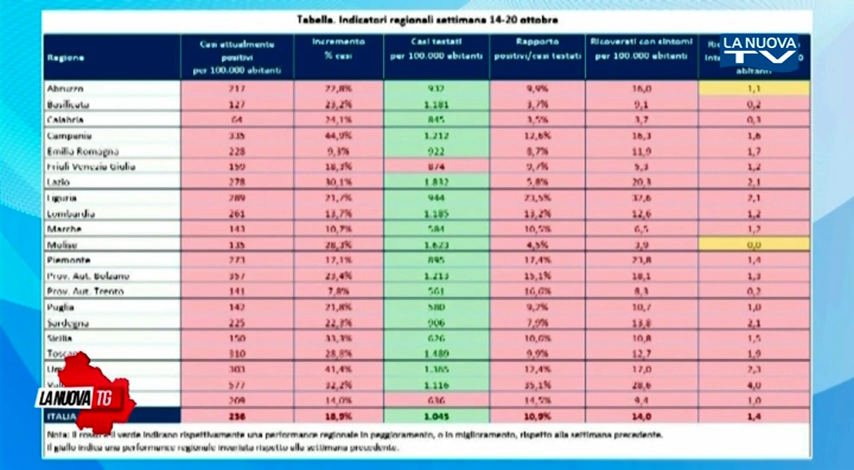 Tabella. Indicatori regionali settimana 14-20 ottobre
LA NUOVA
TV
Regione Casi attualmente positivi per 100.000 abitanti Incremento % casi Casi testati per 100.000 abitanti Rapporto positivi/casi testati Ricoverati con sintomi per 100.000 abitanti abitanti
Abruzzo 217 22,8% 932 9,9% 16,0 1,1
Basilicata 127 23,2% 1.181 3,7% 9,1 0,2
Calabria 64 24,1% 845 3,5% 3,7 0,3
Campania 335 44,9% 1.212 12,6% 16,3 1,6
Emilia Romagna 228 9,3% 922 8,7% 11,9 1,7
Friuli Venezia Giulia 159 18,3% 874 9,7% 5,3 1,2
Lazio 278 30,1% 1.832 5,8% 20,3 2,1
Liguria 289 21,7% 944 23,5% 32,6 2,1
Lombardia 261 13,7% 1.185 13,2% 12,6 1,2
Marche 143 10,7% 584 10,5% 6,5 1,2
Molise 135 28,3% 1.623 4,5% 3,9 0,0
Piemonte 273 17,1% 895 17,4% 23,8 1,4
Prov. Aut. Bolzano 357 23,4% 1.213 15,1% 18,1 1,3
Prov. Aut. Trento 141 7,8% 561 16,6% 8,3 0,2
Puglia 142 21,8% 580 9,2% 10,7 1,0
Sardegna 225 22,3% 906 7,9% 13,8 2,1
Sicilia 150 33,3% 626 10,6% 10,8 1,5
Tosca 310 28,8% 1.489 9,9% 12,7 1,9
303 41,4% 1.385 12,4% 17,0 2,3
577 32,2% 1.116 35,1% 28,6 4,0
209 14,0% 636 14,5% 9,4 1,0
LA NUOVA TG
ITALIA 236 18,9% 1.045 10,9% 14,0 1,4
Nota: il verde indicano rispettivamente una performance regionale in peggioramento, o in miglioramento, rispetto alla settimana precedente.
Il giallo indica una performance regionale invariata rispetto alla settimana precedente.